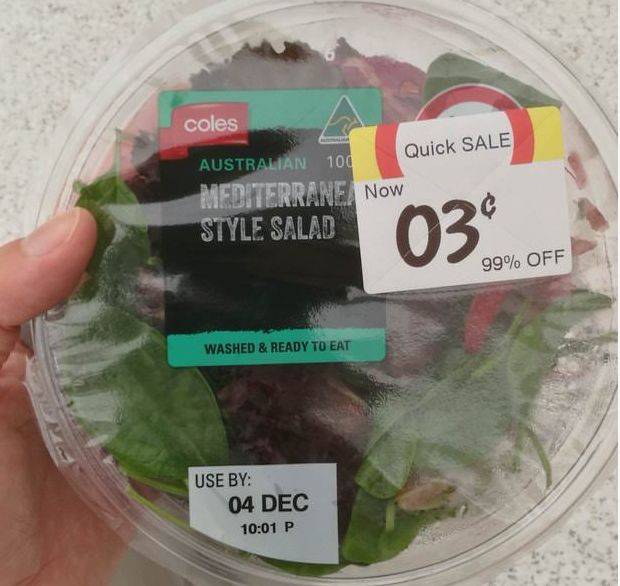 coles
AUSTRALIAN 100
MEDITERRANEA
STYLE SALAD
WASHED & READY TO EAT
Quick SALE
Now
03¢
99% OFF
USE BY:
04 DEC
10:01 P